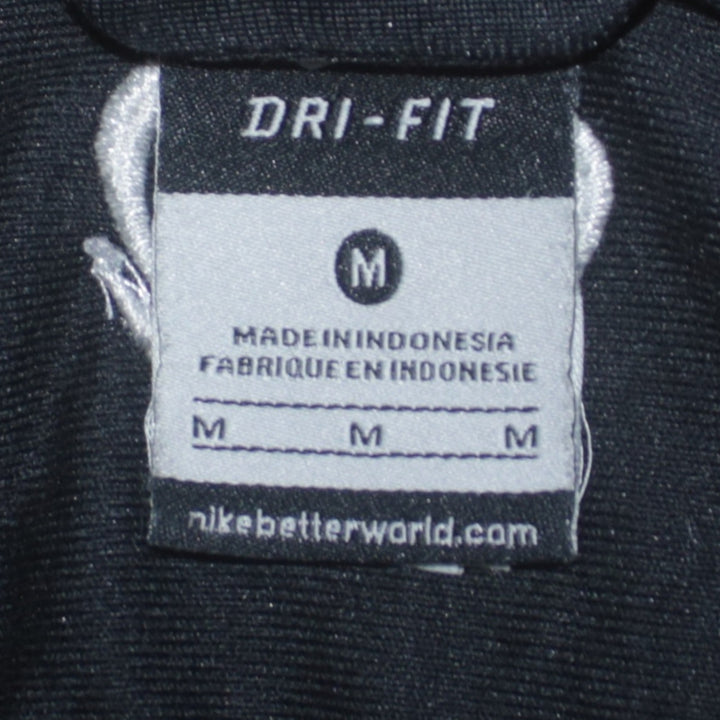 DRI-FIT
M
MADE IN INDONESIA
FABRIQUE EN INDONESIE
M M M
nikebetterworld.com